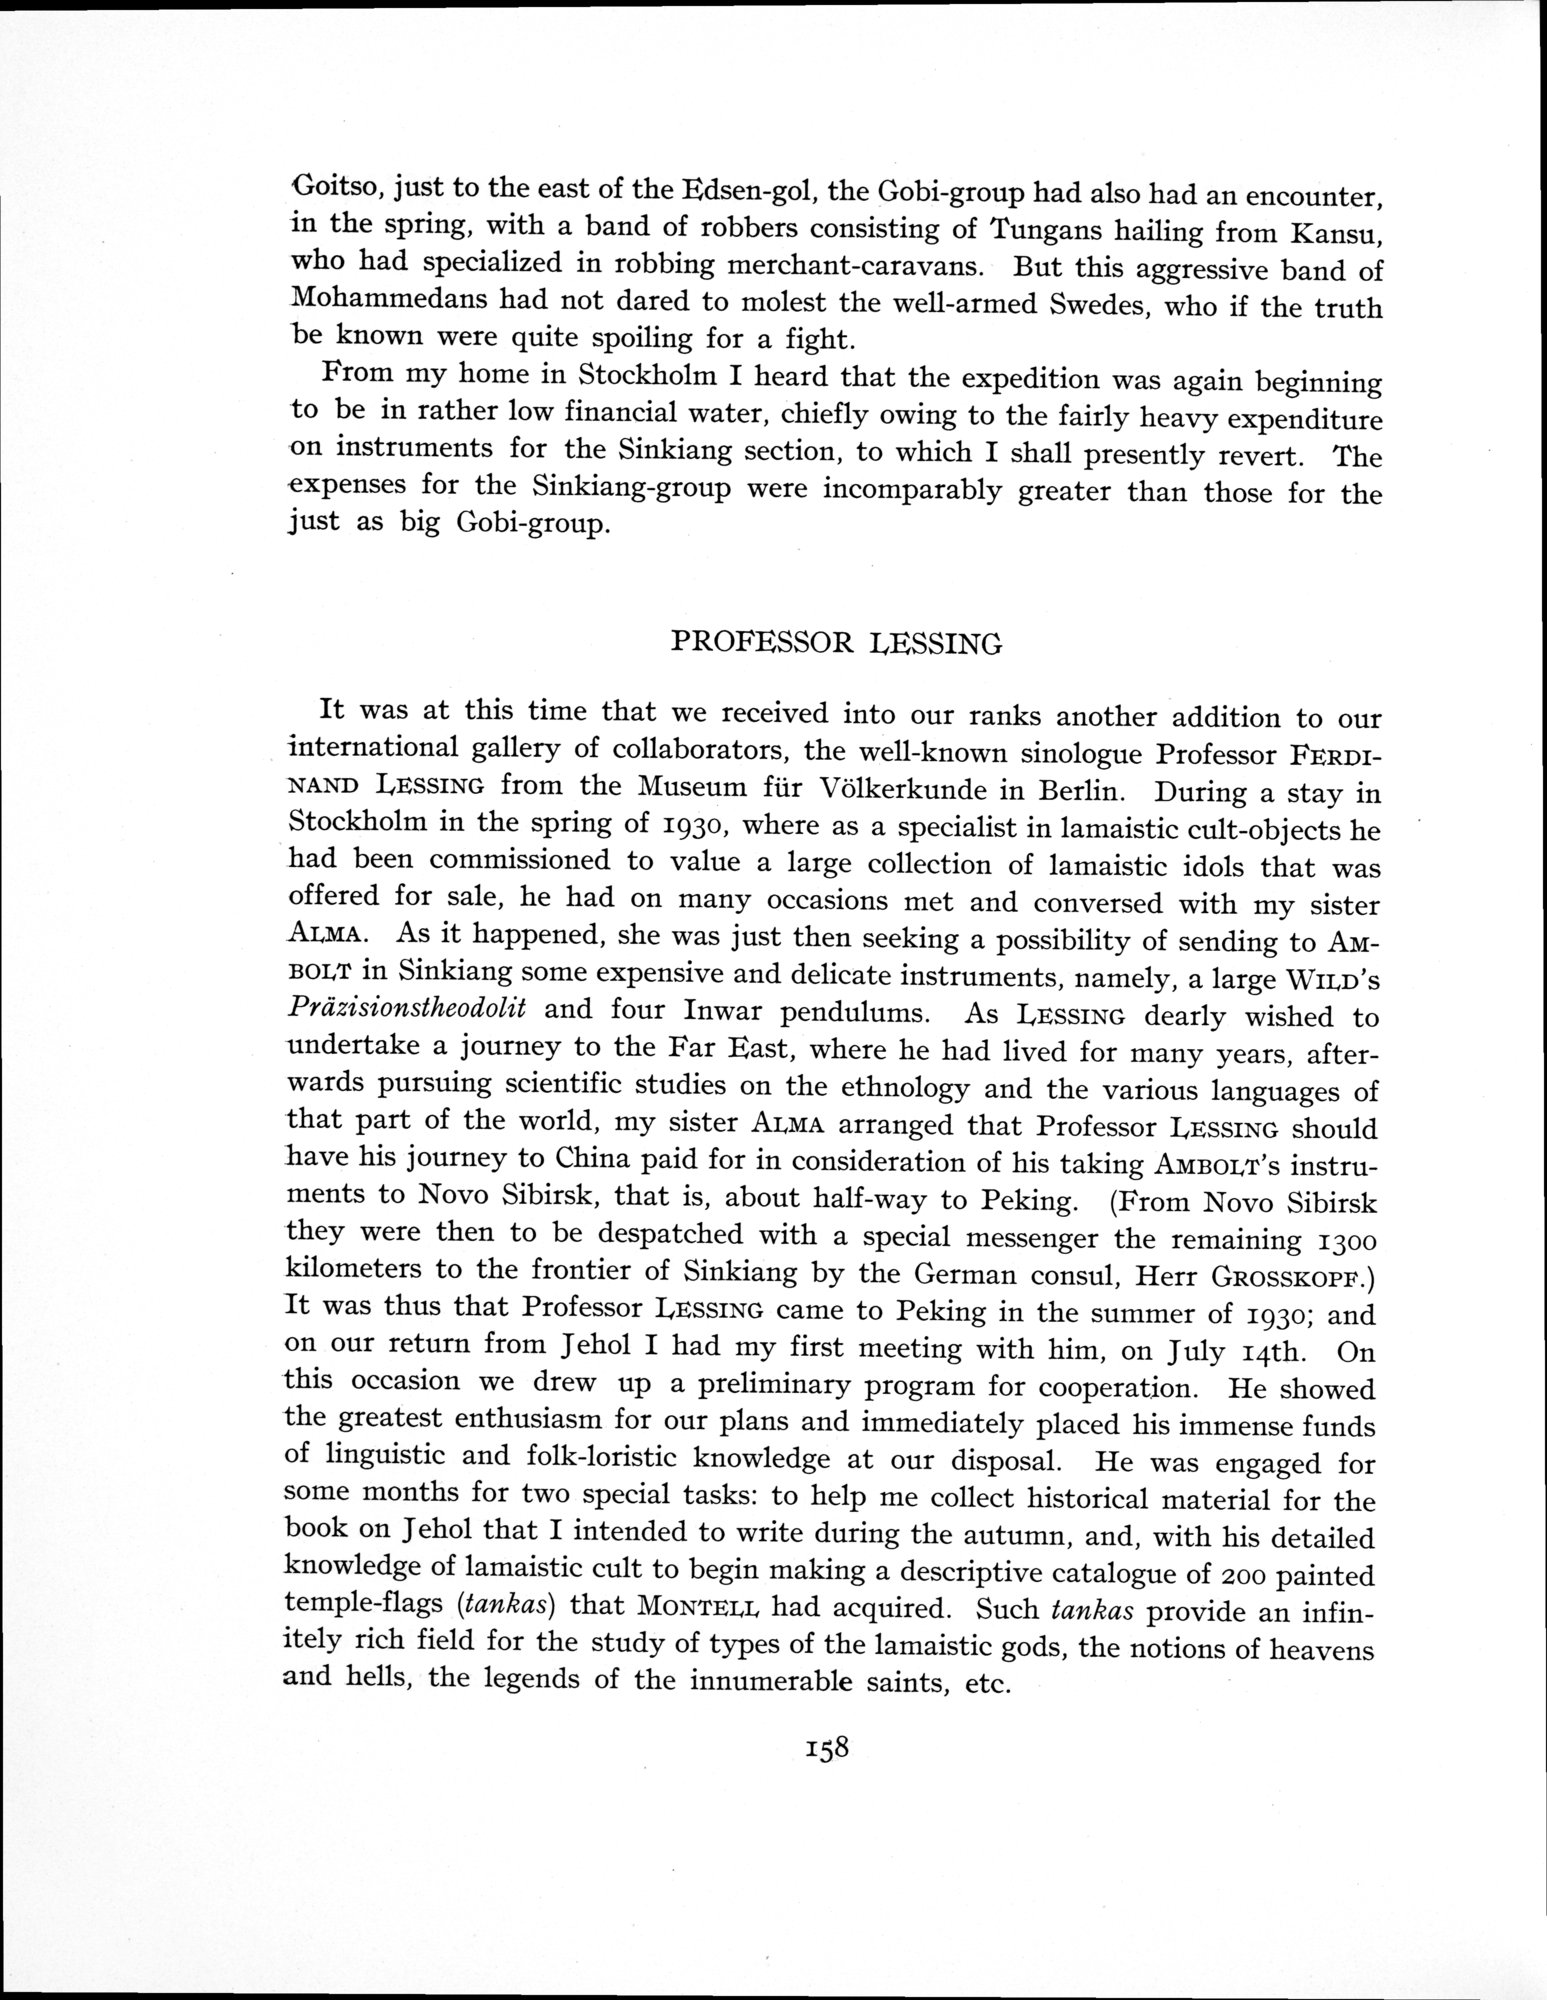 Goitso, just to the east of the Edsen-gol, the Gobi-group had also had an encounter,
in the spring, with a band of robbers consisting of Tungans hailing from Kansu,
who had specialized in robbing merchant-caravans. But this aggressive band of
Mohammedans had not dared to molest the well-armed Swedes, who if the truth
be known were quite spoiling for a fight.
From my home in Stockholm I heard that the expedition was again beginning
to be in rather low financial water, chiefly owing to the fairly heavy expenditure
on instruments for the Sinkiang section, to which I shall presently revert. The
expenses for the Sinkiang-group were incomparably greater than those for the
just as big Gobi-group.
PROFESSOR LESSING
It was at this time that we received into our ranks another addition to our
international gallery of collaborators, the well-known sinologue Professor FERDI-
NAND LESSING from the Museum für Völkerkunde in Berlin. During a stay in
Stockholm in the spring of 1930, where as a specialist in lamaistic cult-objects he
had been commissioned to value a large collection of lamaistic idols that was
offered for sale, he had on many occasions met and conversed with my sister
ALMA. As it happened, she was just then seeking a possibility of sending to AM-
BOLT in Sinkiang some expensive and delicate instruments, namely, a large WILD's
Präzisionstheodolit and four Inwar pendulums. As LESSING dearly wished to
undertake a journey to the Far East, where he had lived for many years, after-
wards pursuing scientific studies on the ethnology and the various languages of
that part of the world, my sister ALMA arranged that Professor LESSING should
have his journey to China paid for in consideration of his taking AMBOLT's instru-
ments to Novo Sibirsk, that is, about half-way to Peking. (From Novo Sibirsk
they were then to be despatched with a special messenger the remaining 1300
kilometers to the frontier of Sinkiang by the German consul, Herr GROSSKOPF.)
It was thus that Professor LESSING came to Peking in the summer of 1930; and
on our return from Jehol I had my first meeting with him, on July 14th. On
this occasion we drew up a preliminary program for cooperation. He showed
the greatest enthusiasm for our plans and immediately placed his immense funds
of linguistic and folk-loristic knowledge at our disposal. He was engaged for
some months for two special tasks: to help me collect historical material for the
book on Jehol that I intended to write during the autumn, and, with his detailed
knowledge of lamaistic cult to begin making a descriptive catalogue of 200 painted
temple-flags (tankas) that MONTELL had acquired. Such tankas provide an infin-
itely rich field for the study of types of the lamaistic gods, the notions of heavens
and hells, the legends of the innumerable saints, etc.
158